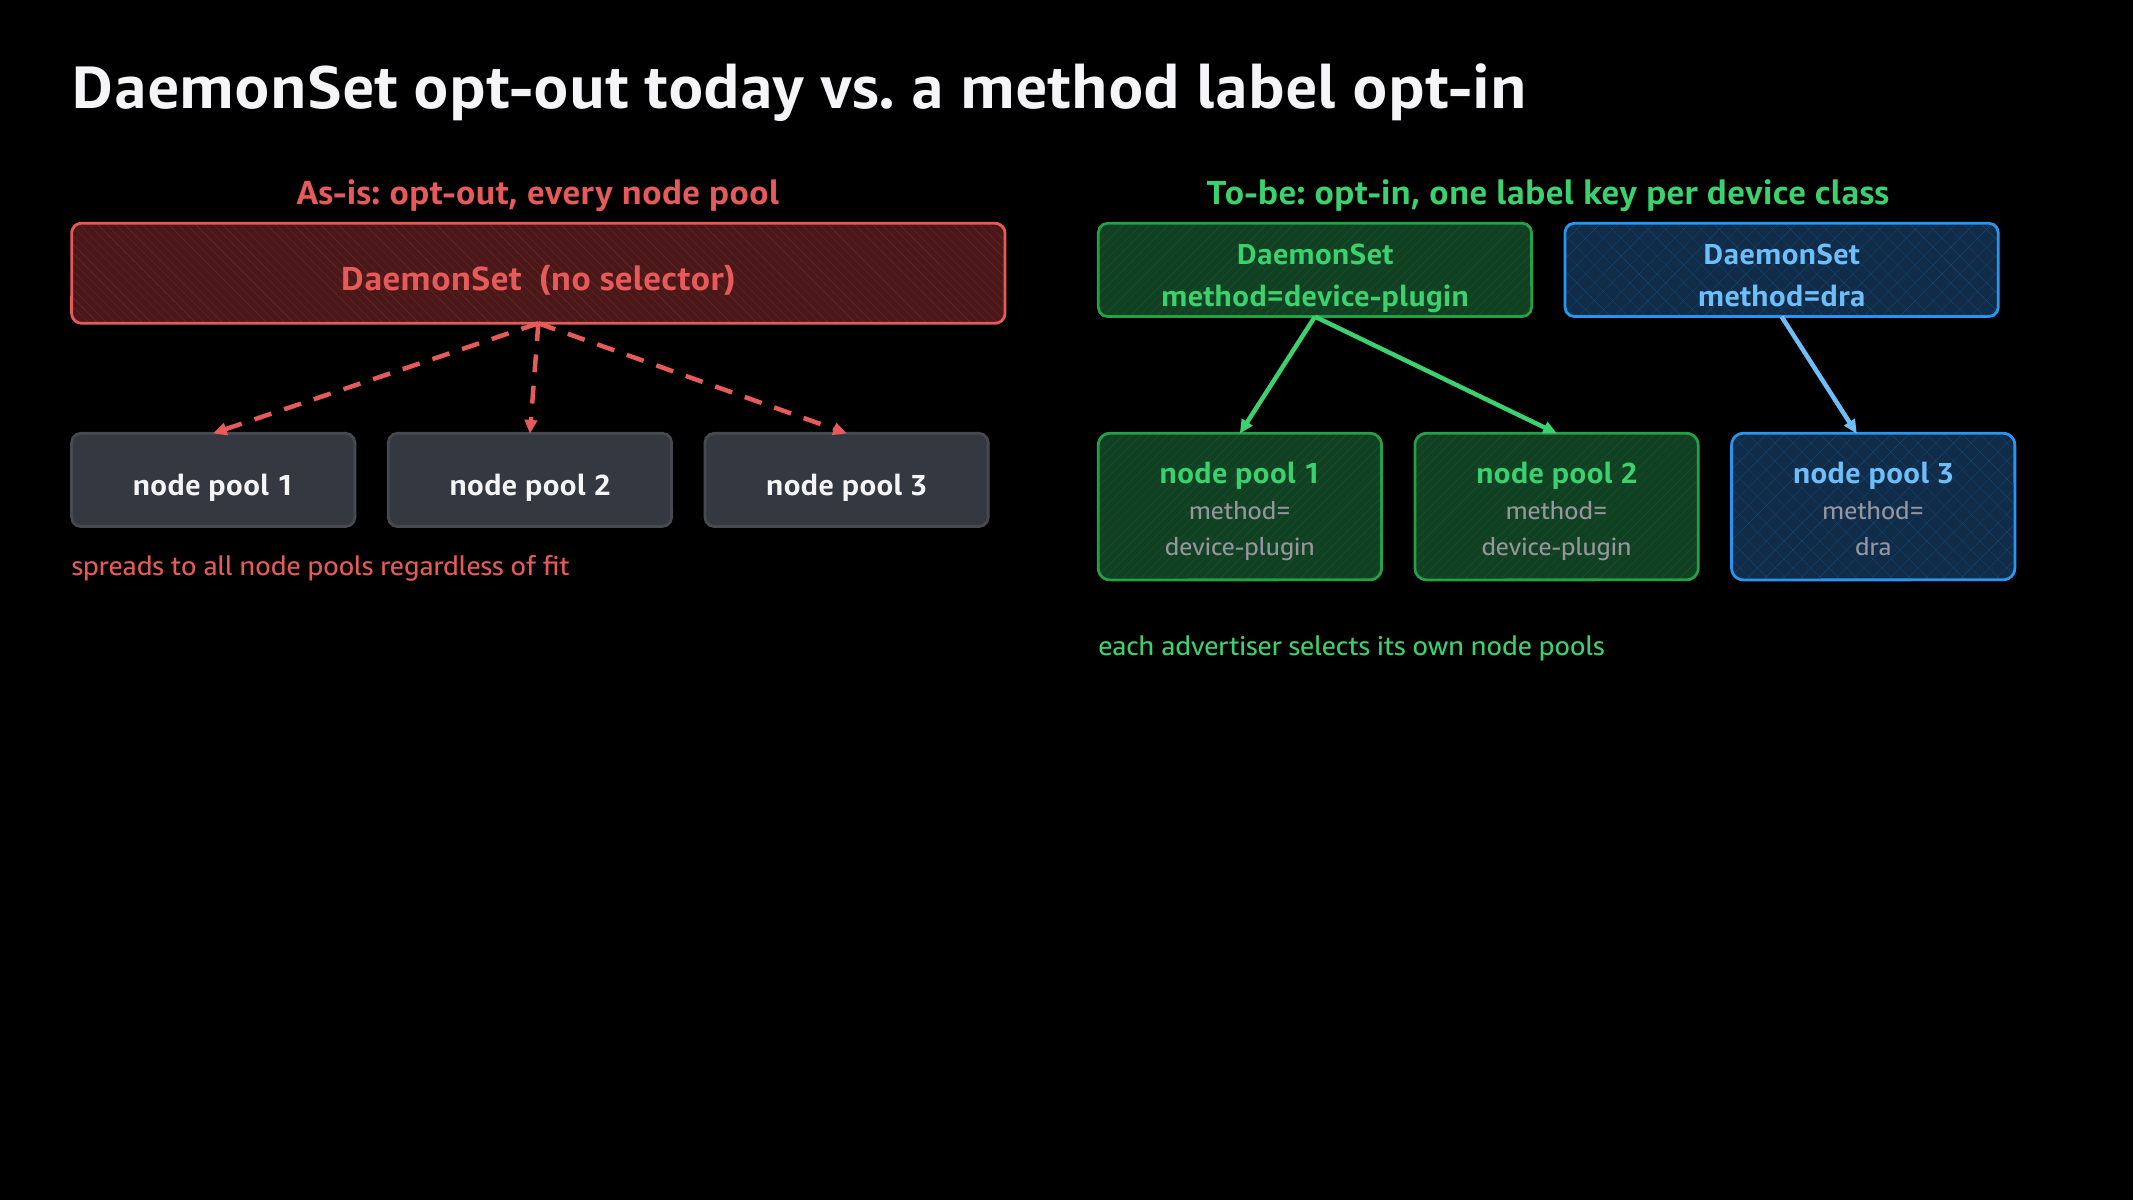 DaemonSet opt-out today vs. a method label opt-in
As-is: opt-out, every node pool
DaemonSet (no selector)
node pool 1
node pool 2
node pool 3
spreads to all node pools regardless of fit
To-be: opt-in, one label key per device class
DaemonSet
method=device-plugin
DaemonSet
method=dra
node pool 1
method=
device-plugin
node pool 2
method=
device-plugin
node pool 3
method=
dra
each advertiser selects its own node pools